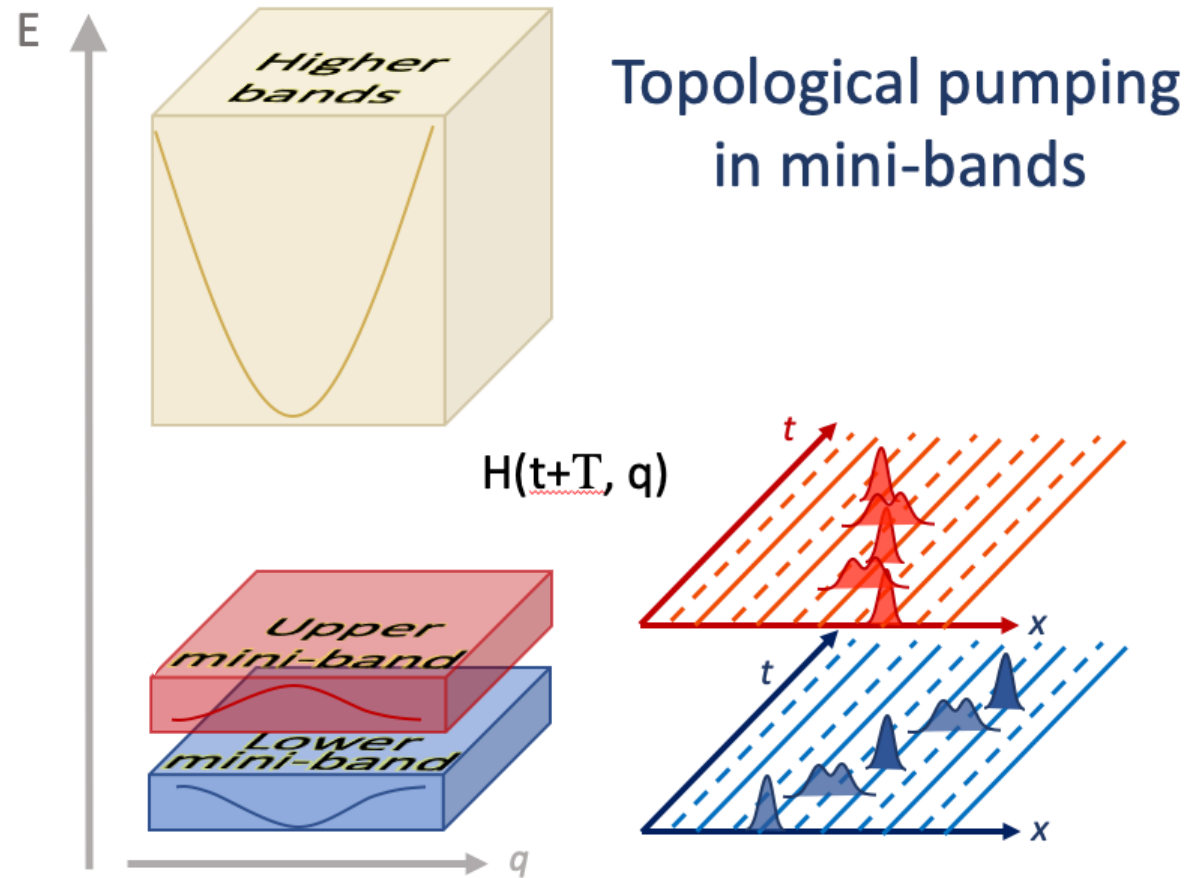 E
Higher
bands
Topological pumping
in mini-bands
H(t+T, q)
t
x
Upper
mini-band
t
Lower
mini-band
x
q